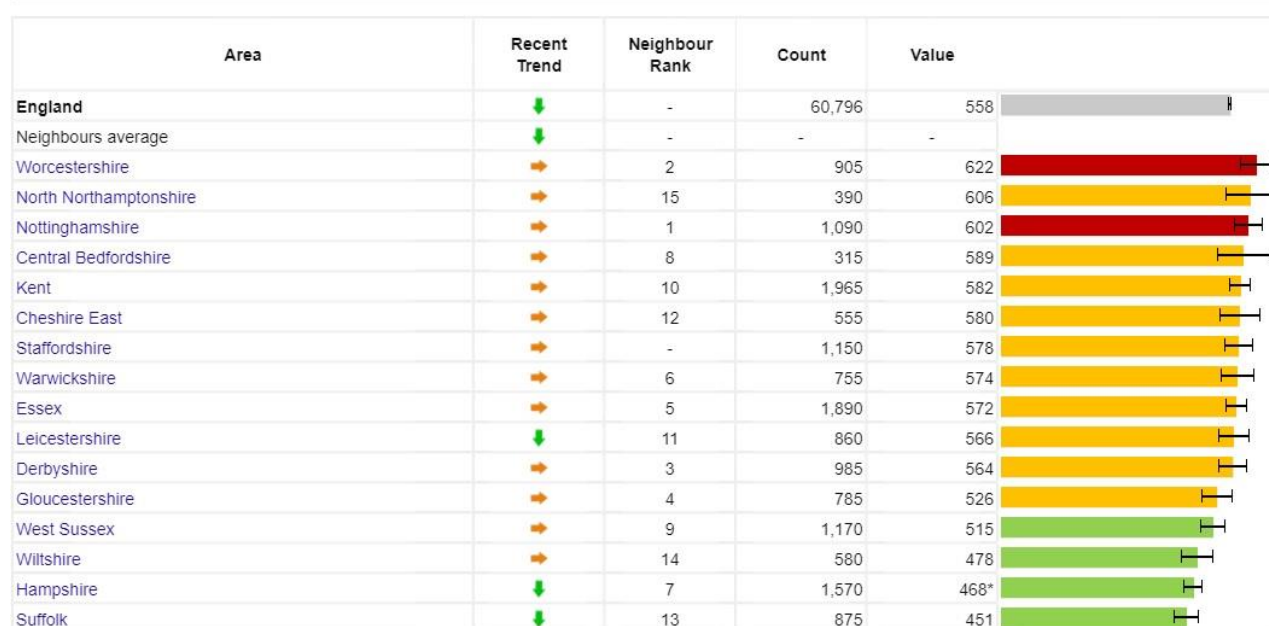 Area Recent Trend Neighbour Rank Count Value
England - 60,796 558
Neighbours average - - -
Worcestershire 2 905 622
North Northamptonshire 15 390 606
Nottinghamshire 1 1,090 602
Central Bedfordshire 8 315 589
Kent 10 1,965 582
Cheshire East 12 555 580
Staffordshire - 1,150 578
Warwickshire 6 755 574
Essex 5 1,890 572
Leicestershire 11 860 566
Derbyshire 3 985 564
Gloucestershire 4 785 526
West Sussex 9 1,170 515
Wiltshire 14 580 478
Hampshire 7 1,570 468*
Suffolk 13 875 451